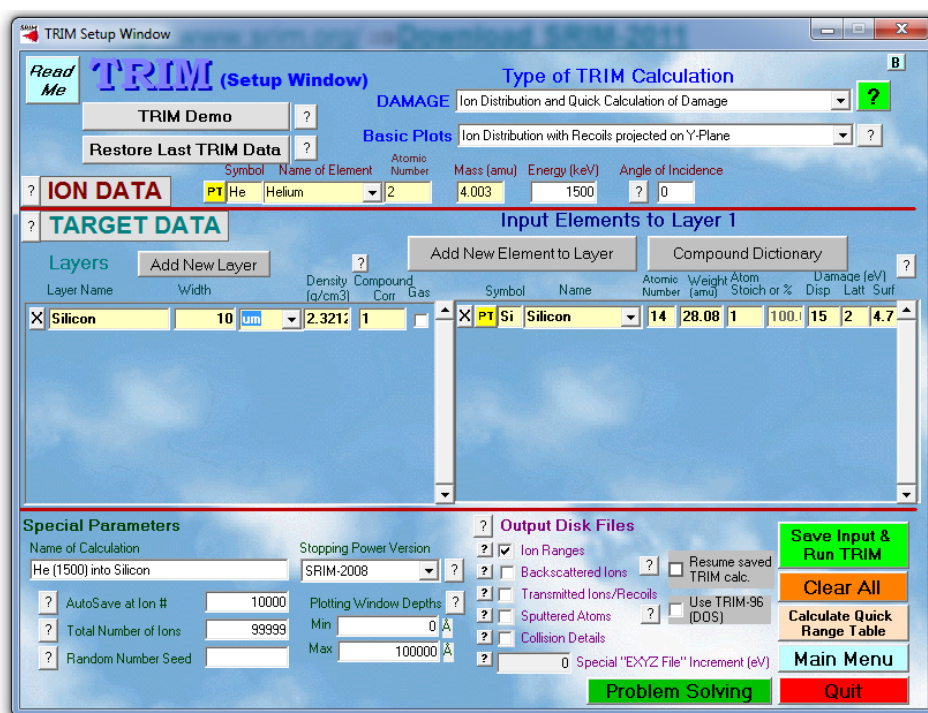 TRIM Setup Window
www.srim.org/ ⇒Download SRIM-2011
B
Read Me
TRIM (Setup Window)
Type of TRIM Calculation
DAMAGE Ion Distribution and Quick Calculation of Damage ?
TRIM Demo ?
Basic Plots Ion Distribution with Recoils projected on Y-Plane ?
Restore Last TRIM Data ?
Symbol Name of Element Atomic Number Mass (amu) Energy (keV) Angle of Incidence
? ION DATA PT He Helium 2 4.003 1500 ? 0
? TARGET DATA
Input Elements to Layer 1
Layers Add New Layer ?
Add New Element to Layer Compound Dictionary ?
Layer Name Width Density (g/cm3) Compound Corr Gas
Symbol Name Atomic Number Weight (amu) Atom Stoich or % Damage (eV) Disp Latt Surf
X Silicon 10 um 2.3212 1
X PT Si Silicon 14 28.08 1 100. 15 2 4.7
Special Parameters
Name of Calculation
He (1500) into Silicon
Stopping Power Version
SRIM-2008 ?
? AutoSave at Ion # 10000
? Total Number of Ions 99999
? Random Number Seed
Plotting Window Depths ?
Min 0 Å
Max 100000 Å
? Output Disk Files
? Ion Ranges
? Backscattered Ions
? Transmitted Ions/Recoils
? Sputtered Atoms
? Collision Details
? 0 Special "EXYZ File" Increment (eV)
? Resume saved TRIM calc.
? Use TRIM-96 (DOS)
Problem Solving
Save Input & Run TRIM
Clear All
Calculate Quick Range Table
Main Menu
Quit